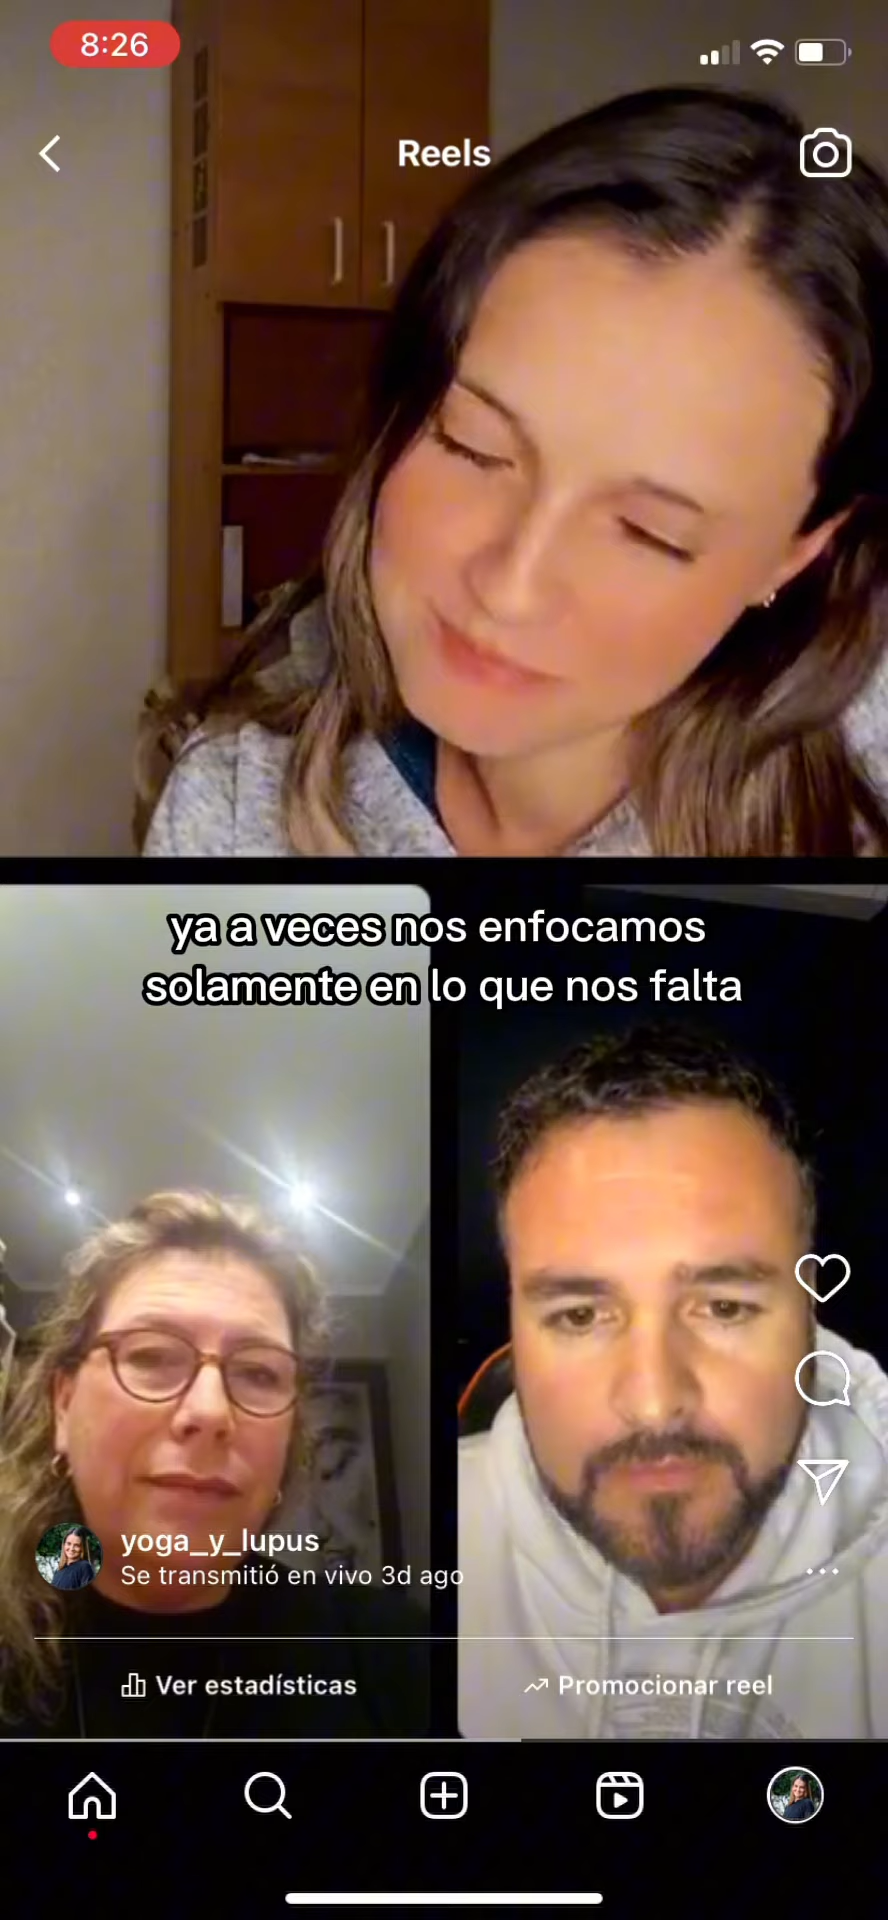 8:26
Reels
ya a veces nos enfocamos
solamente en lo que nos falta
yoga_y_lupus
Se transmitió en vivo 3d ago
Ver estadísticas
Promocionar reel